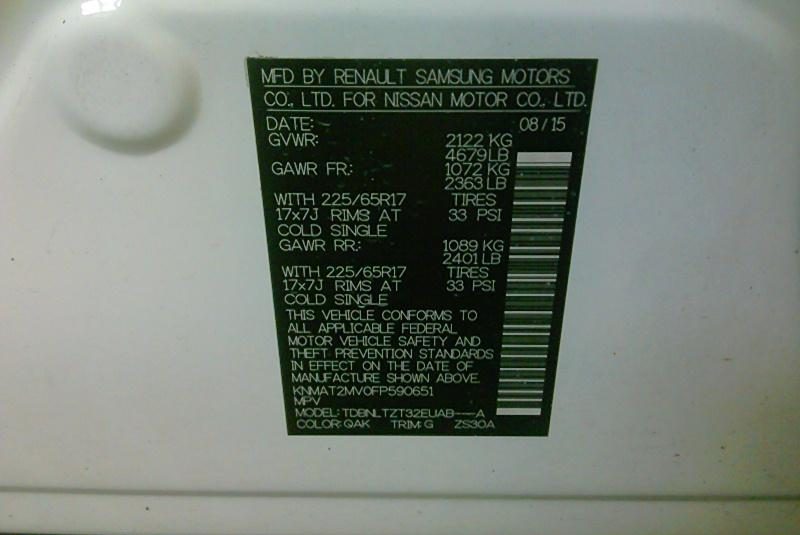 MFD BY RENAULT SAMSUNG MOTORS
CO., LTD. FOR NISSAN MOTOR CO., LTD.
DATE: 08/15
GVWR: 2122 KG
4679 LB
GAWR FR: 1072 KG
2363 LB
WITH 225/65R17 TIRES
17x7J RIMS AT 33 PSI
COLD SINGLE
GAWR RR: 1089 KG
2401 LB
WITH 225/65R17 TIRES
17x7J RIMS AT 33 PSI
COLD SINGLE
THIS VEHICLE CONFORMS TO
ALL APPLICABLE FEDERAL
MOTOR VEHICLE SAFETY AND
THEFT PREVENTION STANDARDS
IN EFFECT ON THE DATE OF
MANUFACTURE SHOWN ABOVE.
KNMAT2MV0FP590651
MPV
MODEL: TDBNLTZT32EUAB---A
COLOR: QAK TRIM: G ZS30A